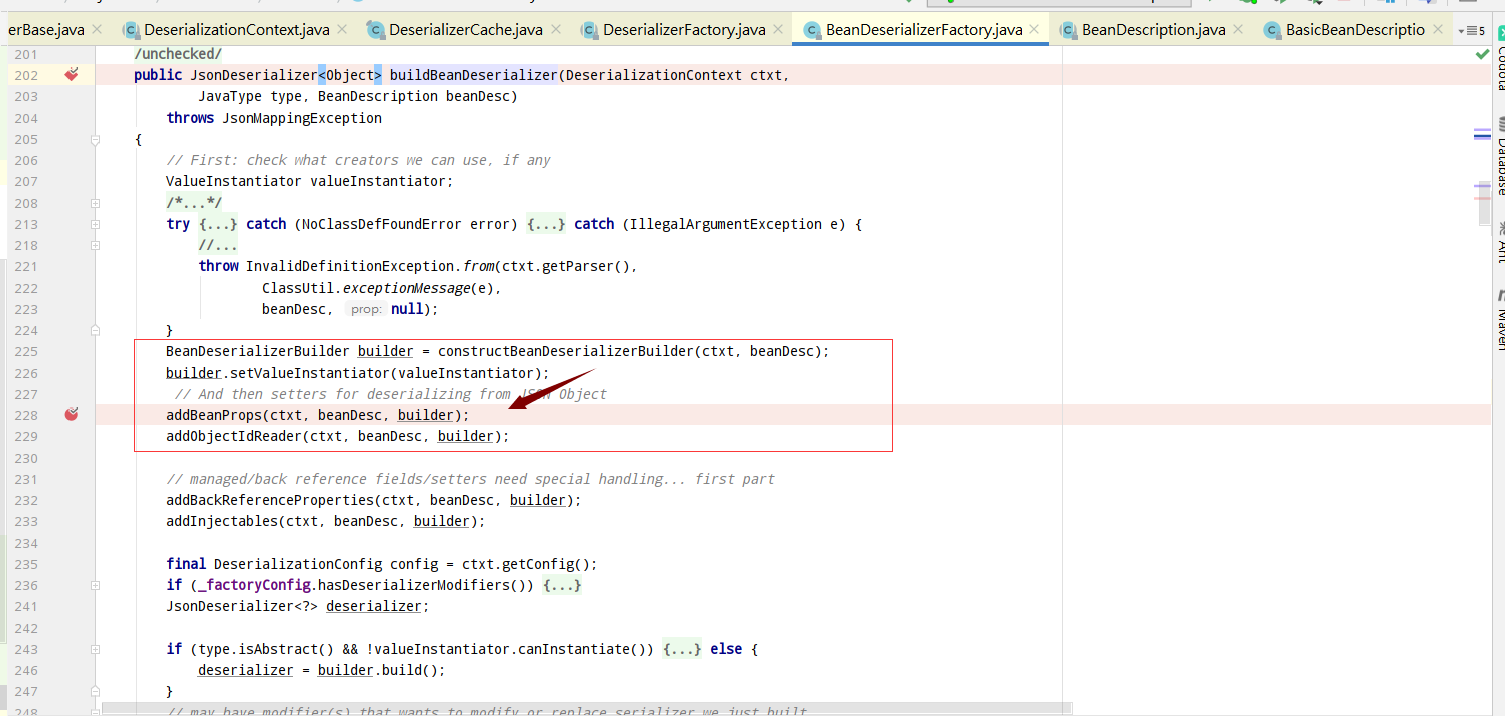 erBase.java DeserializationContext.java DeserializerCache.java DeserializerFactory.java BeanDeserializerFactory.java BeanDescription.java BasicBeanDescriptio 5
201 /unchecked/
202 public JsonDeserializer<Object> buildBeanDeserializer(DeserializationContext ctxt,
203 JavaType type, BeanDescription beanDesc)
204 throws JsonMappingException
205 {
206 // First: check what creators we can use, if any
207 ValueInstantiator valueInstantiator;
208 /*...*/
213 try {...} catch (NoClassDefFoundError error) {...} catch (IllegalArgumentException e) {
218 //...
221 throw InvalidDefinitionException.from(ctxt.getParser(),
222 ClassUtil.exceptionMessage(e),
223 beanDesc, prop: null);
224 }
225 BeanDeserializerBuilder builder = constructBeanDeserializerBuilder(ctxt, beanDesc);
226 builder.setValueInstantiator(valueInstantiator);
227 // And then setters for deserializing from JSON Object
228 addBeanProps(ctxt, beanDesc, builder);
229 addObjectIdReader(ctxt, beanDesc, builder);
230
231 // managed/back reference fields/setters need special handling... first part
232 addBackReferenceProperties(ctxt, beanDesc, builder);
233 addInjectables(ctxt, beanDesc, builder);
234
235 final DeserializationConfig config = ctxt.getConfig();
236 if (_factoryConfig.hasDeserializerModifiers()) {...}
241 JsonDeserializer<?> deserializer;
242
243 if (type.isAbstract() && !valueInstantiator.canInstantiate()) {...} else {
246 deserializer = builder.build();
247 }
248 // may have modifier(s) that wants to modify or replace serializer we just built
Codota
Database
Ant
Maven